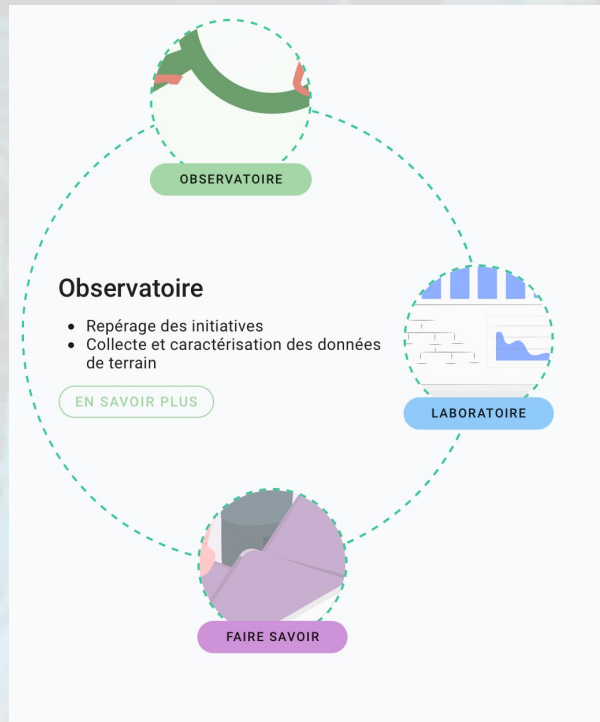 OBSERVATOIRE
Observatoire
Repérage des initiatives
Collecte et caractérisation des données
de terrain
EN SAVOIR PLUS
LABORATOIRE
FAIRE SAVOIR